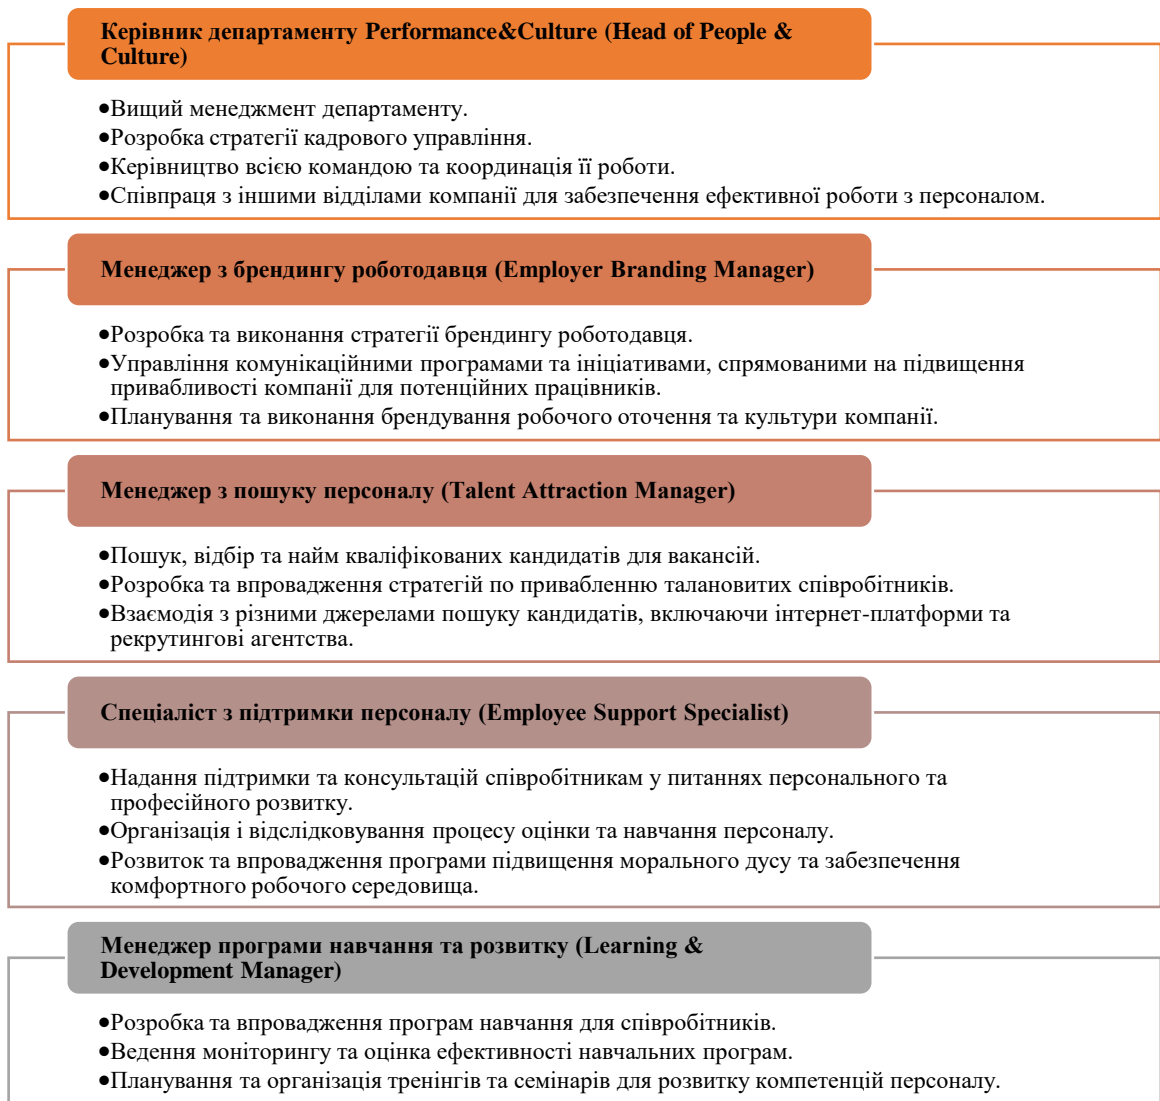 Керівник департаменту Performance&Culture (Head of People &
Culture)
•Вищий менеджмент департаменту.
•Розробка стратегії кадрового управління.
•Керівництво всією командою та координація її роботи.
•Співпраця з іншими відділами компанії для забезпечення ефективної роботи з персоналом.
Менеджер з брендингу роботодавця (Employer Branding Manager)
•Розробка та виконання стратегії брендингу роботодавця.
•Управління комунікаційними програмами та ініціативами, спрямованими на підвищення
привабливості компанії для потенційних працівників.
•Планування та виконання брендування робочого оточення та культури компанії.
Менеджер з пошуку персоналу (Talent Attraction Manager)
•Пошук, відбір та найм кваліфікованих кандидатів для вакансій.
•Розробка та впровадження стратегій по привабленню талановитих співробітників.
•Взаємодія з різними джерелами пошуку кандидатів, включаючи інтернет-платформи та
рекрутингові агентства.
Спеціаліст з підтримки персоналу (Employee Support Specialist)
•Надання підтримки та консультацій співробітникам у питаннях персонального та
професійного розвитку.
•Організація і відслідковування процесу оцінки та навчання персоналу.
•Розвиток та впровадження програми підвищення морального дусу та забезпечення
комфортного робочого середовища.
Менеджер програми навчання та розвитку (Learning &
Development Manager)
•Розробка та впровадження програм навчання для співробітників.
•Ведення моніторингу та оцінка ефективності навчальних програм.
•Планування та організація тренінгів та семінарів для розвитку компетенцій персоналу.